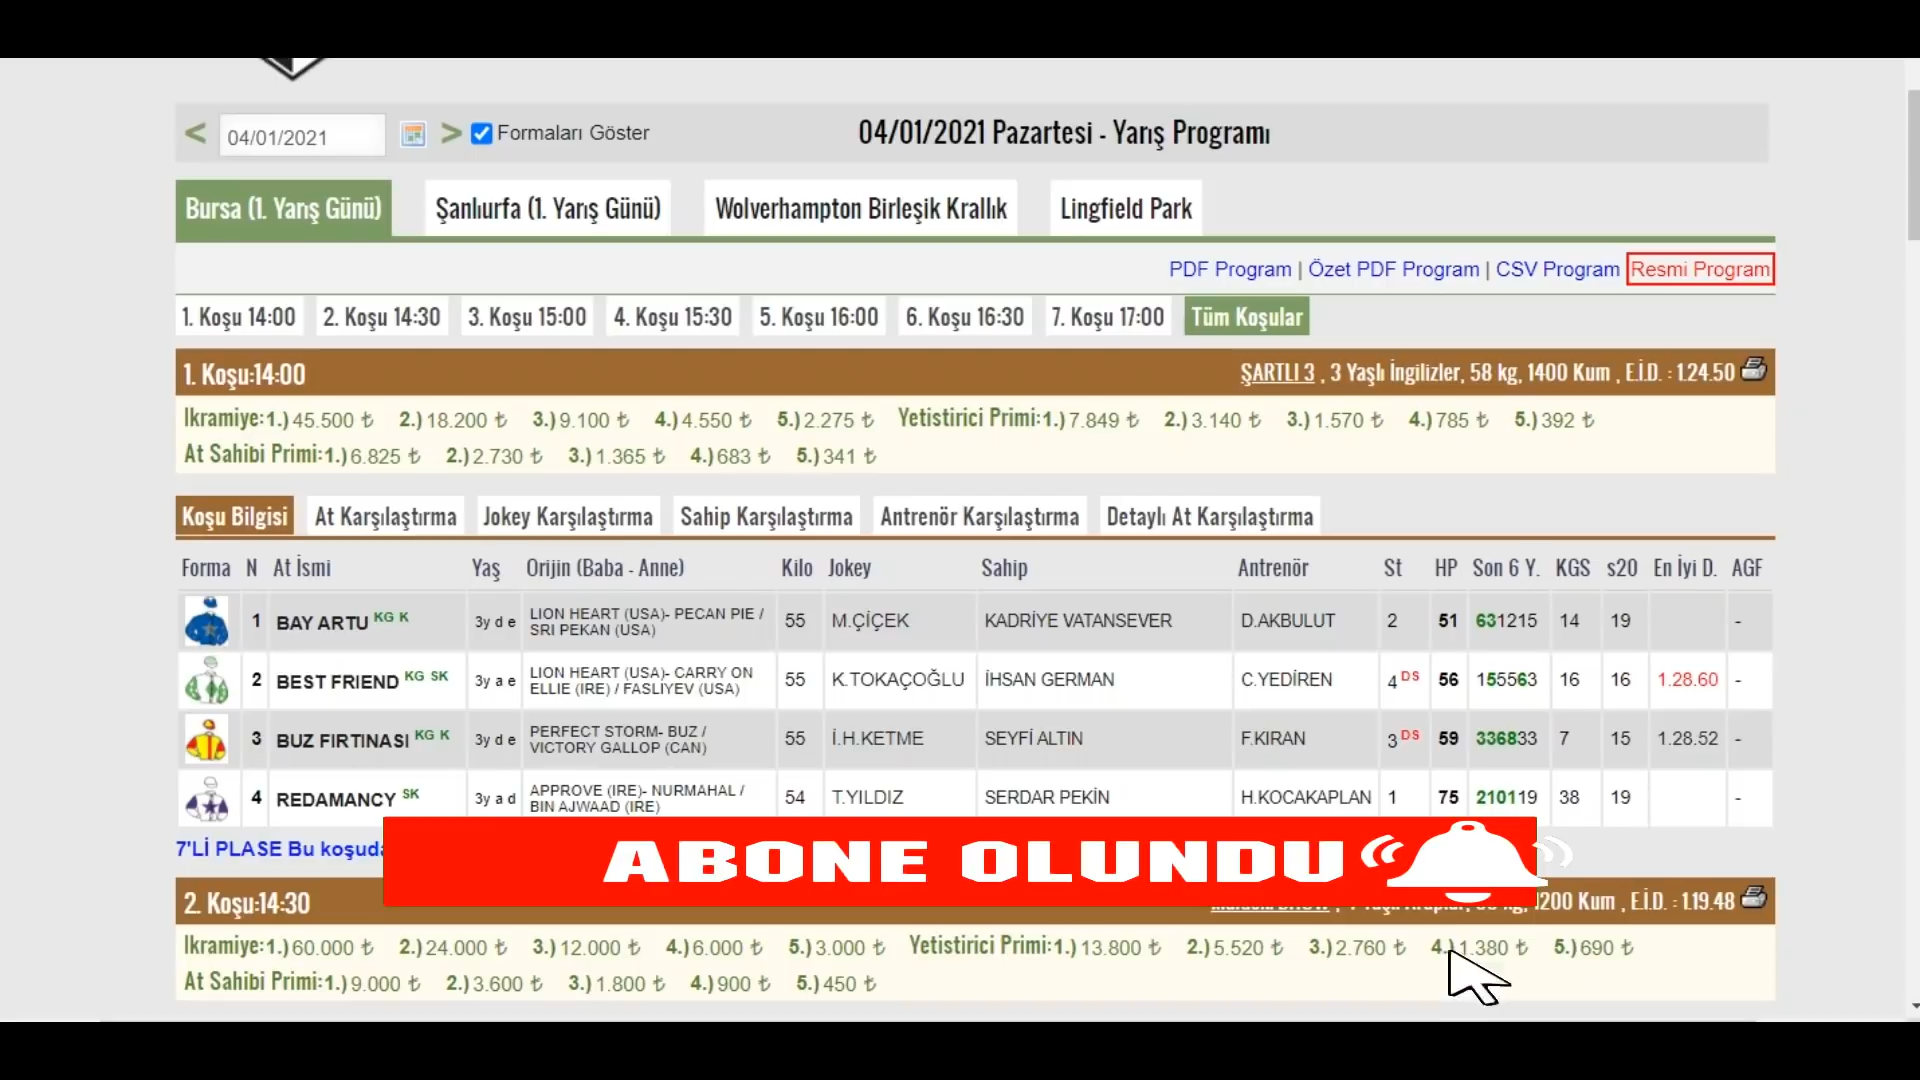 04/01/2021 Formaları Göster 04/01/2021 Pazartesi - Yarış Programı
Bursa (1. Yarış Günü) Şanlıurfa (1. Yarış Günü) Wolverhampton Birleşik Krallık Lingfield Park
PDF Program | Özet PDF Program | CSV Program Resmi Program
1. Koşu 14:00 2. Koşu 14:30 3. Koşu 15:00 4. Koşu 15:30 5. Koşu 16:00 6. Koşu 16:30 7. Koşu 17:00 Tüm Koşular
1. Koşu:14:00 ŞARTLI 3 , 3 Yaşlı İngilizler, 58 kg, 1400 Kum , E.İ.D. : 1.24.50
Ikramiye:1.) 45.500 ₺ 2.) 18.200 ₺ 3.) 9.100 ₺ 4.) 4.550 ₺ 5.) 2.275 ₺ Yetistirici Primi:1.) 7.849 ₺ 2.) 3.140 ₺ 3.) 1.570 ₺ 4.) 785 ₺ 5.) 392 ₺
At Sahibi Primi:1.) 6.825 ₺ 2.) 2.730 ₺ 3.) 1.365 ₺ 4.) 683 ₺ 5.) 341 ₺
Koşu Bilgisi At Karşılaştırma Jokey Karşılaştırma Sahip Karşılaştırma Antrenör Karşılaştırma Detaylı At Karşılaştırma
Forma N At İsmi Yaş Orijin (Baba - Anne) Kilo Jokey Sahip Antrenör St HP Son 6 Y. KGS s20 En İyi D. AGF
1 BAY ARTU KG K 3y d e LION HEART (USA)- PECAN PIE / SRI PEKAN (USA) 55 M.ÇİÇEK KADRİYE VATANSEVER D.AKBULUT 2 51 631215 14 19 -
2 BEST FRIEND KG SK 3y a e LION HEART (USA)- CARRY ON ELLIE (IRE) / FASLIYEV (USA) 55 K.TOKAÇOĞLU İHSAN GERMAN C.YEDİREN 4 DS 56 155563 16 16 1.28.60 -
3 BUZ FIRTINASI KG K 3y d e PERFECT STORM- BUZ / VICTORY GALLOP (CAN) 55 İ.H.KETME SEYFİ ALTIN F.KIRAN 3 DS 59 336833 7 15 1.28.52 -
4 REDAMANCY SK 3y a d APPROVE (IRE)- NURMAHAL / BIN AJWAAD (IRE) 54 T.YILDIZ SERDAR PEKİN H.KOCAKAPLAN 1 75 210119 38 19 -
7'Lİ PLASE Bu koşuda
ABONE OLUNDU
2. Koşu:14:30 1200 Kum , E.İ.D. : 1.19.48
Ikramiye:1.) 60.000 ₺ 2.) 24.000 ₺ 3.) 12.000 ₺ 4.) 6.000 ₺ 5.) 3.000 ₺ Yetistirici Primi:1.) 13.800 ₺ 2.) 5.520 ₺ 3.) 2.760 ₺ 4.) 1.380 ₺ 5.) 690 ₺
At Sahibi Primi:1.) 9.000 ₺ 2.) 3.600 ₺ 3.) 1.800 ₺ 4.) 900 ₺ 5.) 450 ₺